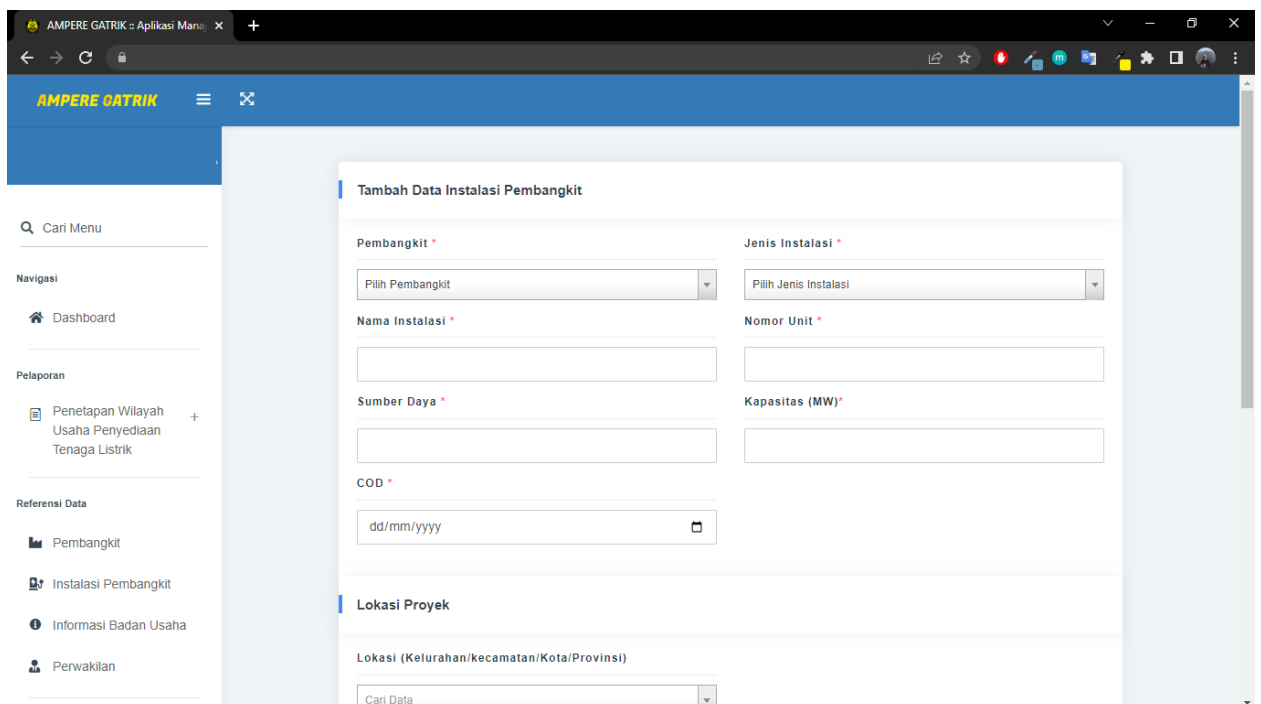 AMPERE GATRIK :: Aplikasi Mana
AMPERE GATRIK
Cari Menu
Navigasi
Dashboard
Pelaporan
Penetapan Wilayah
Usaha Penyediaan
Tenaga Listrik
Referensi Data
Pembangkit
Instalasi Pembangkit
Informasi Badan Usaha
Perwakilan
Tambah Data Instalasi Pembangkit
Pembangkit *
Pilih Pembangkit
Jenis Instalasi *
Pilih Jenis Instalasi
Nama Instalasi *
Nomor Unit *
Sumber Daya *
Kapasitas (MW)*
COD *
dd/mm/yyyy
Lokasi Proyek
Lokasi (Kelurahan/kecamatan/Kota/Provinsi)
Cari Data